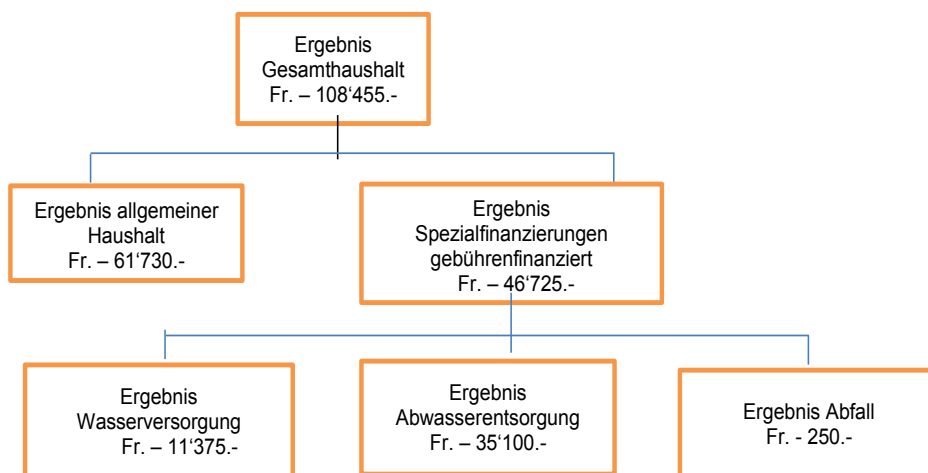 Ergebnis
Gesamthaushalt
Fr. – 108‘455.-
Ergebnis allgemeiner
Haushalt
Fr. – 61‘730.-
Ergebnis
Spezialfinanzierungen
gebührenfinanziert
Fr. – 46‘725.-
Ergebnis
Wasserversorgung
Fr. – 11‘375.-
Ergebnis
Abwasserentsorgung
Fr. – 35‘100.-
Ergebnis Abfall
Fr. - 250.-